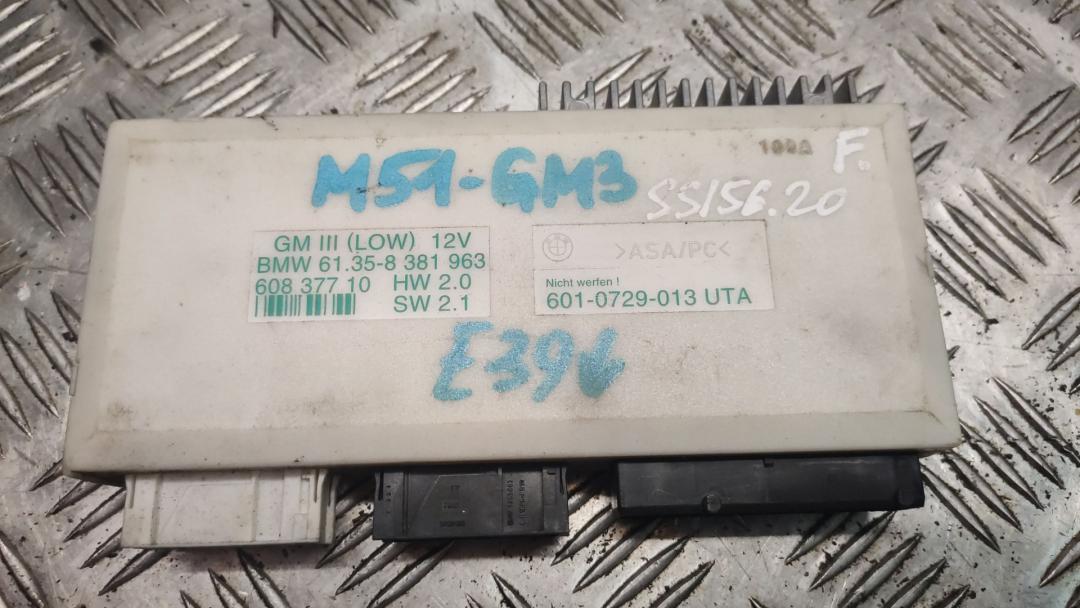 199A F.
M51-GM3 SS156.20
GM III (LOW) 12V
BMW 61.35-8 381 963
608 377 10 HW 2.0
SW 2.1
>ASA/PC<
Nicht werfen !
601-0729-013 UTA
E39